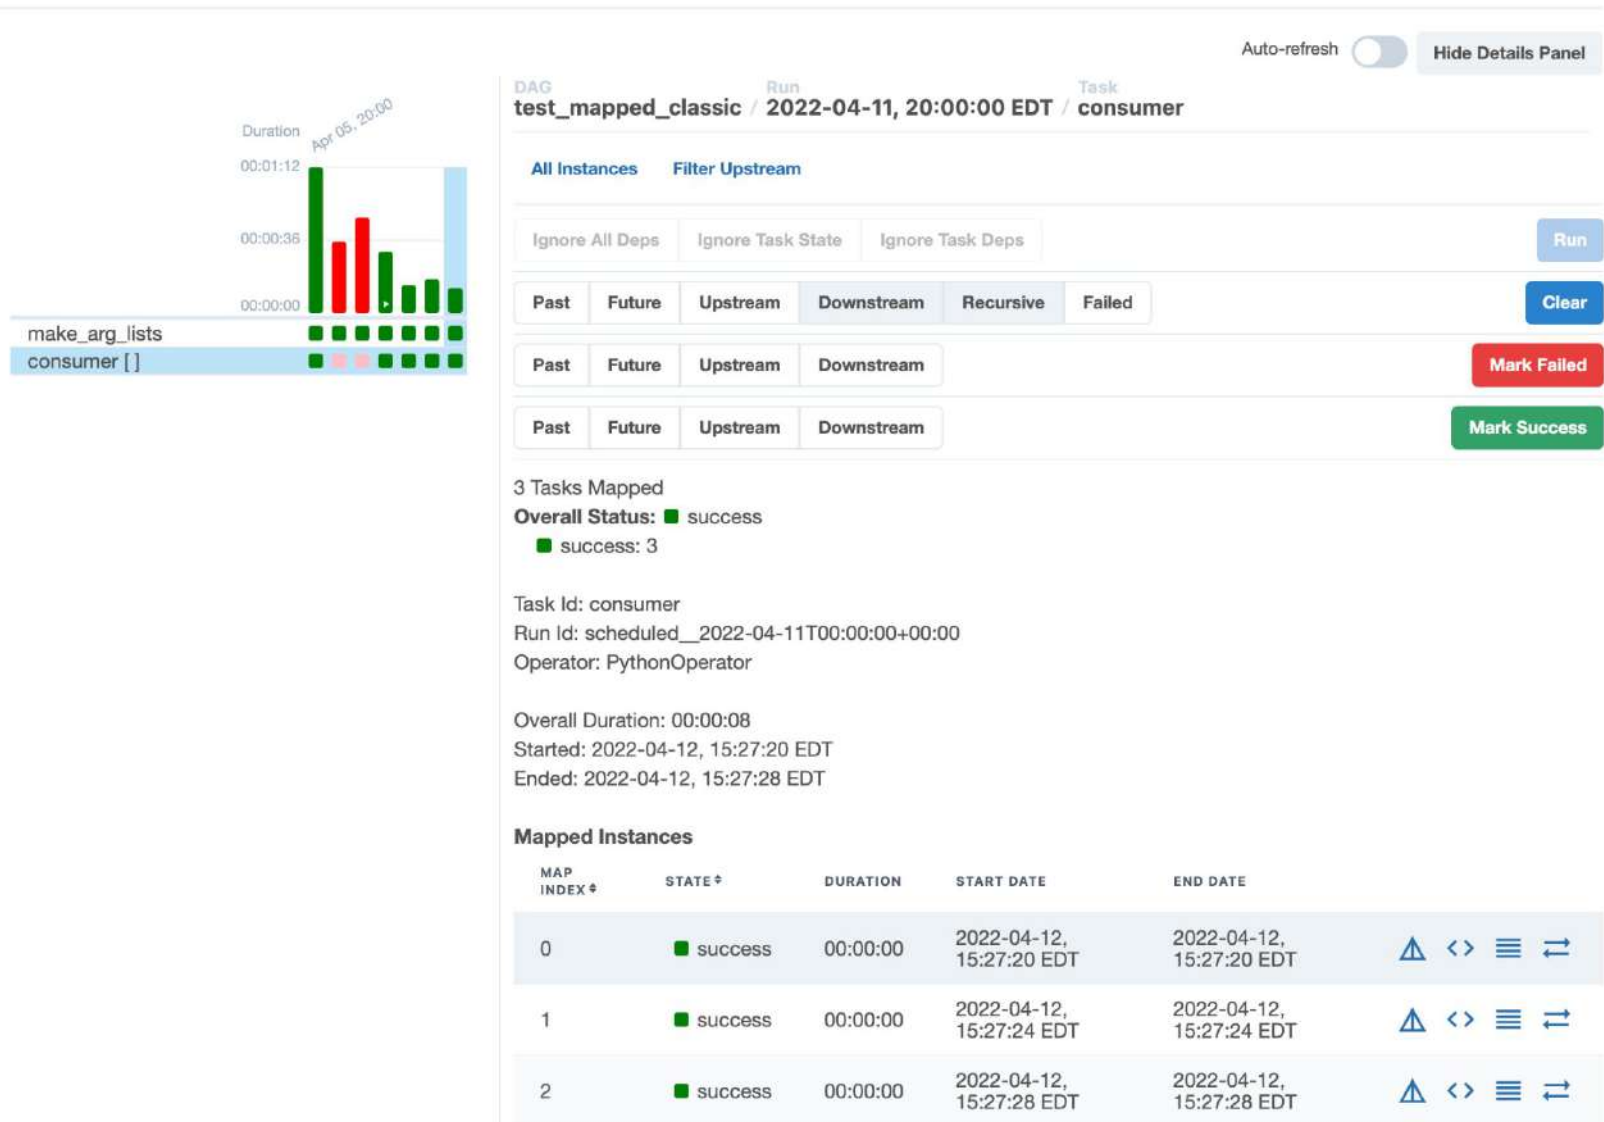 Auto-refresh Hide Details Panel
DAG Run Task
test_mapped_classic / 2022-04-11, 20:00:00 EDT / consumer
Duration Apr 05, 20:00
00:01:12
00:00:36
00:00:00
make_arg_lists
consumer [ ]
All Instances Filter Upstream
Ignore All Deps Ignore Task State Ignore Task Deps Run
Past Future Upstream Downstream Recursive Failed Clear
Past Future Upstream Downstream Mark Failed
Past Future Upstream Downstream Mark Success
3 Tasks Mapped
Overall Status: success
success: 3
Task Id: consumer
Run Id: scheduled__2022-04-11T00:00:00+00:00
Operator: PythonOperator
Overall Duration: 00:00:08
Started: 2022-04-12, 15:27:20 EDT
Ended: 2022-04-12, 15:27:28 EDT
Mapped Instances
MAP
INDEX STATE DURATION START DATE END DATE
0 success 00:00:00 2022-04-12, 2022-04-12,
15:27:20 EDT 15:27:20 EDT
1 success 00:00:00 2022-04-12, 2022-04-12,
15:27:24 EDT 15:27:24 EDT
2 success 00:00:00 2022-04-12, 2022-04-12,
15:27:28 EDT 15:27:28 EDT